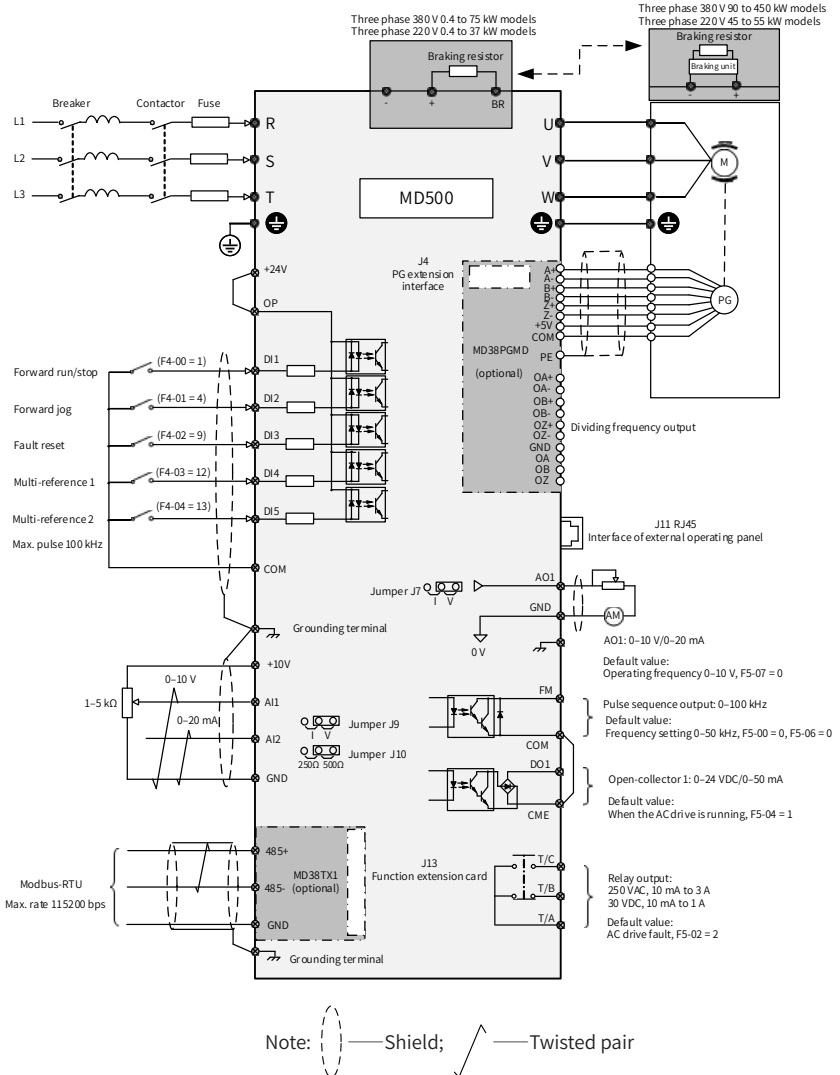 Three phase 380 V 0.4 to 75 kW models
Three phase 220 V 0.4 to 37 kW models
Three phase 380 V 90 to 450 kW models
Three phase 220 V 45 to 55 kW models
Braking resistor
-
+
BR
Braking resistor
Braking unit
-
+
Breaker
Contactor
Fuse
L1
R
L2
S
L3
T
MD500
U
V
W
M
+24V
OP
J4
PG extension
interface
MD38PGMD
(optional)
A+
A-
B+
B-
Z+
Z-
+5V
COM
PE
PG
OA+
OA-
OB+
OB-
OZ+
OZ-
GND
OA
OB
OZ
Dividing frequency output
Forward run/stop
(F4-00 = 1)
DI1
Forward jog
(F4-01 = 4)
DI2
Fault reset
(F4-02 = 9)
DI3
Multi-reference 1
(F4-03 = 12)
DI4
Multi-reference 2
(F4-04 = 13)
DI5
Max. pulse 100 kHz
COM
J11 RJ45
Interface of external operating panel
Jumper J7
I V
AO1
GND
0 V
AM
AO1: 0–10 V/0–20 mA
Default value:
Operating frequency 0–10 V, F5-07 = 0
Grounding terminal
+10V
0–10 V
1–5 kΩ
AI1
0–20 mA
AI2
GND
I V
Jumper J9
Jumper J10
250Ω 500Ω
FM
COM
Pulse sequence output: 0–100 kHz
Default value:
Frequency setting 0–50 kHz, F5-00 = 0, F5-06 = 0
DO1
CME
Open-collector 1: 0–24 VDC/0–50 mA
Default value:
When the AC drive is running, F5-04 = 1
Modbus-RTU
Max. rate 115200 bps
485+
485-
GND
MD38TX1
(optional)
J13
Function extension card
T/C
T/B
T/A
Relay output:
250 VAC, 10 mA to 3 A
30 VDC, 10 mA to 1 A
Default value:
AC drive fault, F5-02 = 2
Grounding terminal
Note:
Shield;
Twisted pair